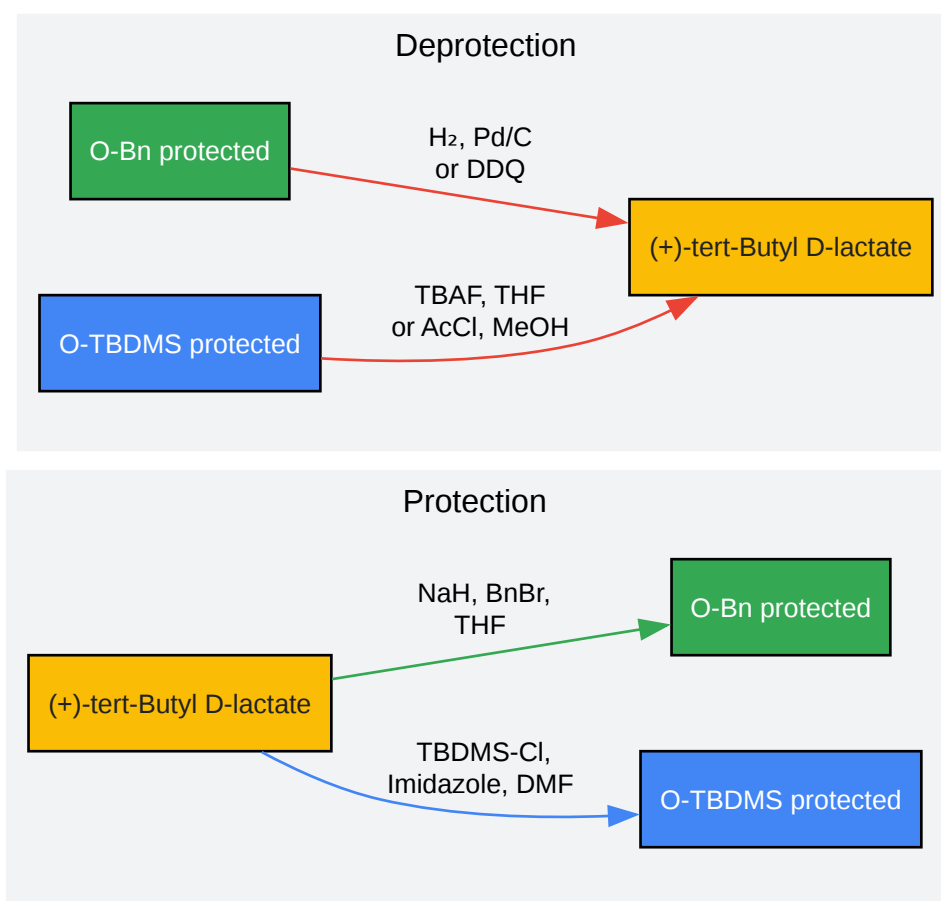 Deprotection
O-Bn protected
H₂, Pd/C
or DDQ
(+)-tert-Butyl D-lactate
TBAF, THF
or AcCl, MeOH
O-TBDMS protected
Protection
NaH, BnBr,
THF
O-Bn protected
(+)-tert-Butyl D-lactate
TBDMS-Cl,
Imidazole, DMF
O-TBDMS protected